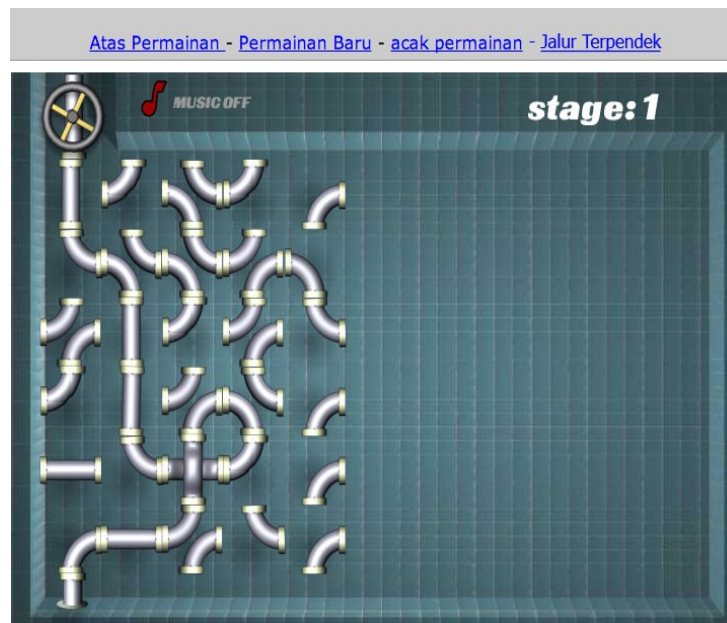 Atas Permainan - Permainan Baru - acak permainan - Jalur Terpendek
MUSIC OFF
stage:1